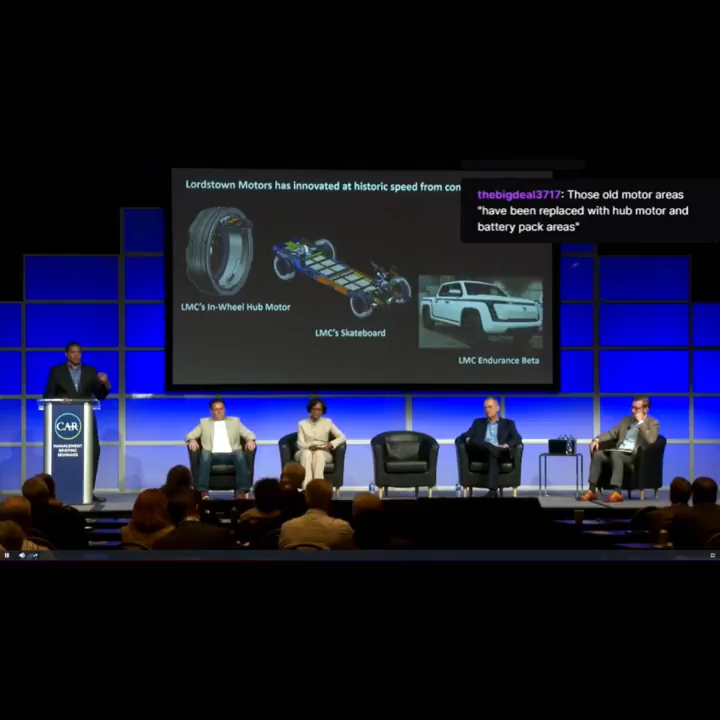 Lordstown Motors has innovated at historic speed from con
thebigdeal3717: Those old motor areas
"have been replaced with hub motor and
battery pack areas"
LMC's In-Wheel Hub Motor
LMC's Skateboard
LMC Endurance Beta
CAR
MANAGEMENT
BRIEFING
SEMINARS